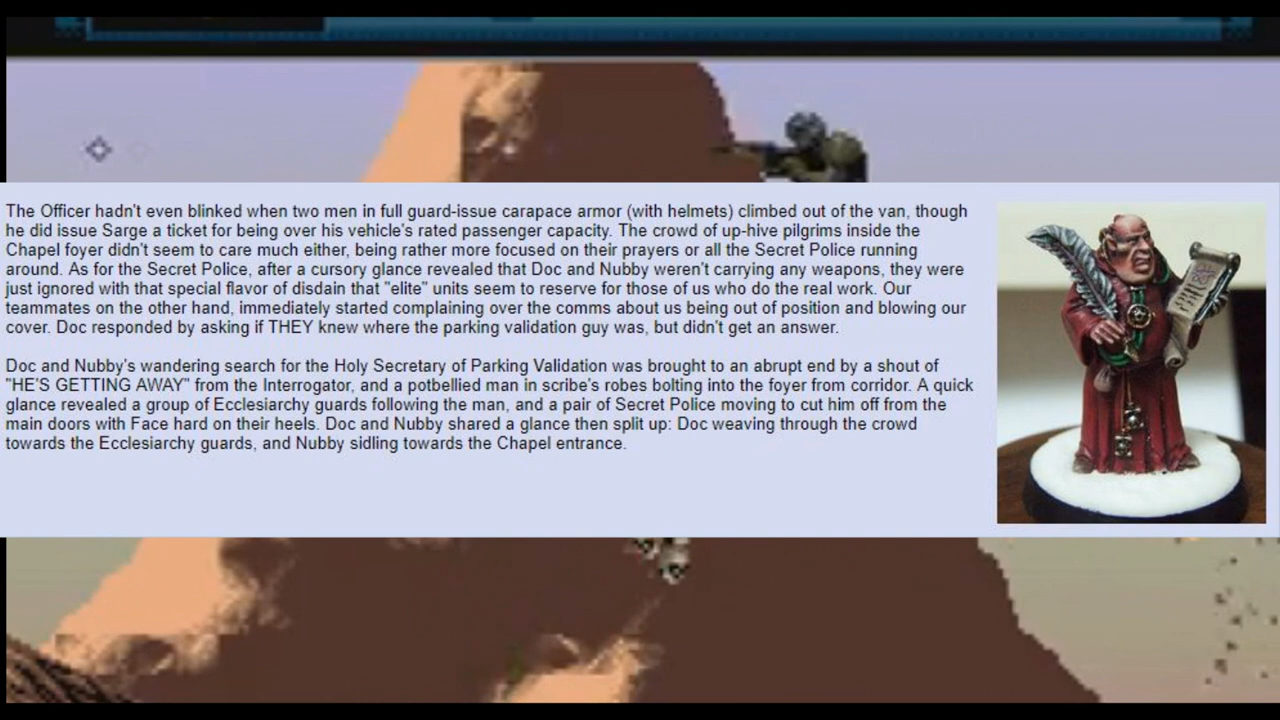 The Officer hadn't even blinked when two men in full guard-issue carapace armor (with helmets) climbed out of the van, though
he did issue Sarge a ticket for being over his vehicle's rated passenger capacity. The crowd of up-hive pilgrims inside the
Chapel foyer didn't seem to care much either, being rather more focused on their prayers or all the Secret Police running
around. As for the Secret Police, after a cursory glance revealed that Doc and Nubby weren't carrying any weapons, they were
just ignored with that special flavor of disdain that "elite" units seem to reserve for those of us who do the real work. Our
teammates on the other hand, immediately started complaining over the comms about us being out of position and blowing our
cover. Doc responded by asking if THEY knew where the parking validation guy was, but didn't get an answer.
Doc and Nubby's wandering search for the Holy Secretary of Parking Validation was brought to an abrupt end by a shout of
"HE'S GETTING AWAY" from the Interrogator, and a potbellied man in scribe's robes bolting into the foyer from corridor. A quick
glance revealed a group of Ecclesiarchy guards following the man, and a pair of Secret Police moving to cut him off from the
main doors with Face hard on their heels. Doc and Nubby shared a glance then split up: Doc weaving through the crowd
towards the Ecclesiarchy guards, and Nubby sidling towards the Chapel entrance.